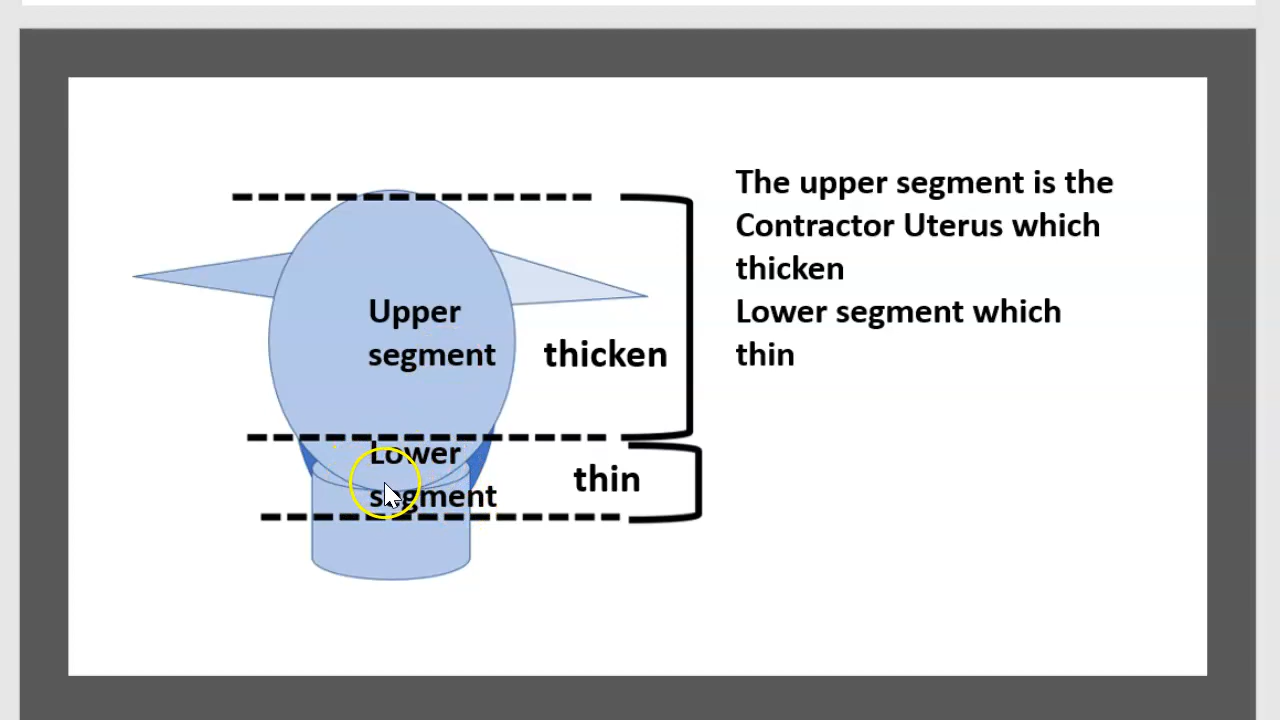 Upper
segment
thicken
Lower
segment
thin
The upper segment is the
Contractor Uterus which
thicken
Lower segment which
thin